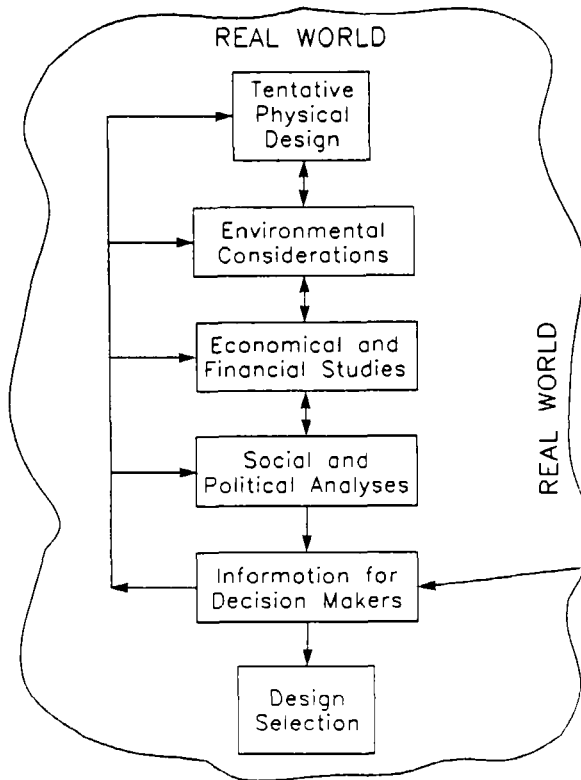 REAL WORLD
Tentative
Physical
Design
Environmental
Considerations
Economical and
Financial Studies
REAL WORLD
Social and
Political Analyses
Information for
Decision Makers
Design
Selection